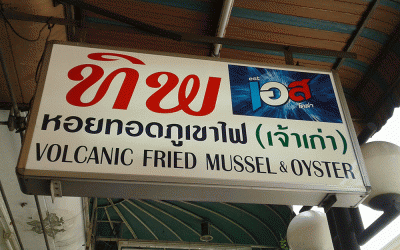 ทิพ
est
เอส
โคล่า
หอยทอดภูเขาไฟ (เจ้าเก่า)
VOLCANIC FRIED MUSSEL & OYSTER